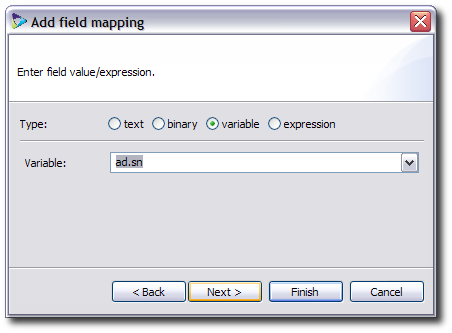 Add field mapping
Enter field value/expression.
Type: text binary variable expression
Variable: ad.sn
< Back Next > Finish Cancel